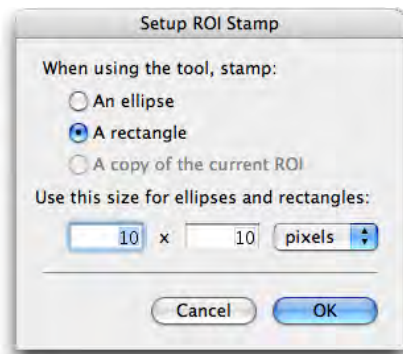 Setup ROI Stamp
When using the tool, stamp:
An ellipse
A rectangle
A copy of the current ROI
Use this size for ellipses and rectangles:
10 x 10 pixels
Cancel OK